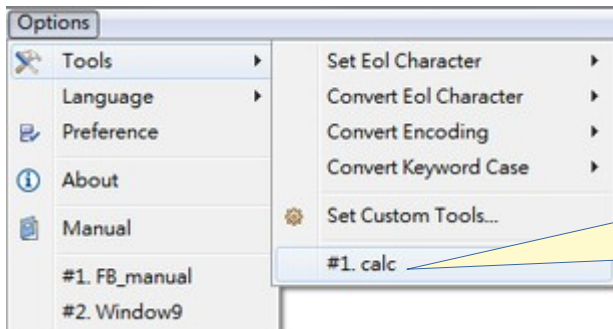 Options
Tools
Language
Preference
About
Manual
#1. FB_manual
#2. Window9
Set Eol Character
Convert Eol Character
Convert Encoding
Convert Keyword Case
Set Custom Tools...
#1. calc